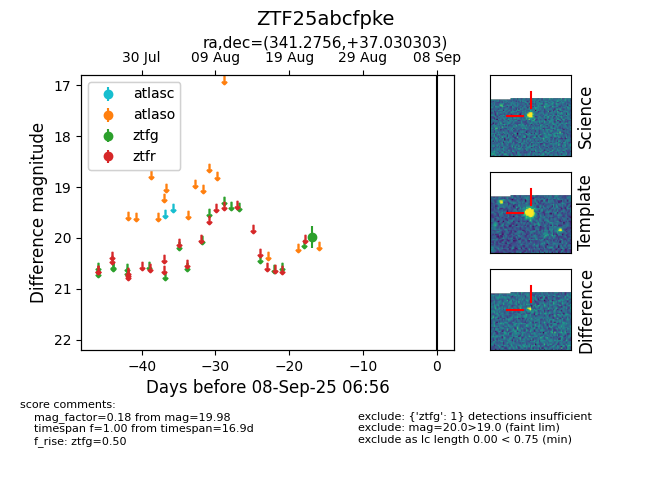 ZTF25abcfpke
ra,dec=(341.2756,+37.030303)
30 Jul 09 Aug 19 Aug 29 Aug 08 Sep
17
18
19
20
21
22
Difference magnitude
atlasc
atlaso
ztfg
ztfr
−40 −30 −20 −10 0
Days before 08-Sep-25 06:56
Science
Template
Difference
score comments:
mag_factor=0.18 from mag=19.98
timespan f=1.00 from timespan=16.9d
f_rise: ztfg=0.50
exclude: {'ztfg': 1} detections insufficient
exclude: mag=20.0>19.0 (faint lim)
exclude as lc length 0.00 < 0.75 (min)